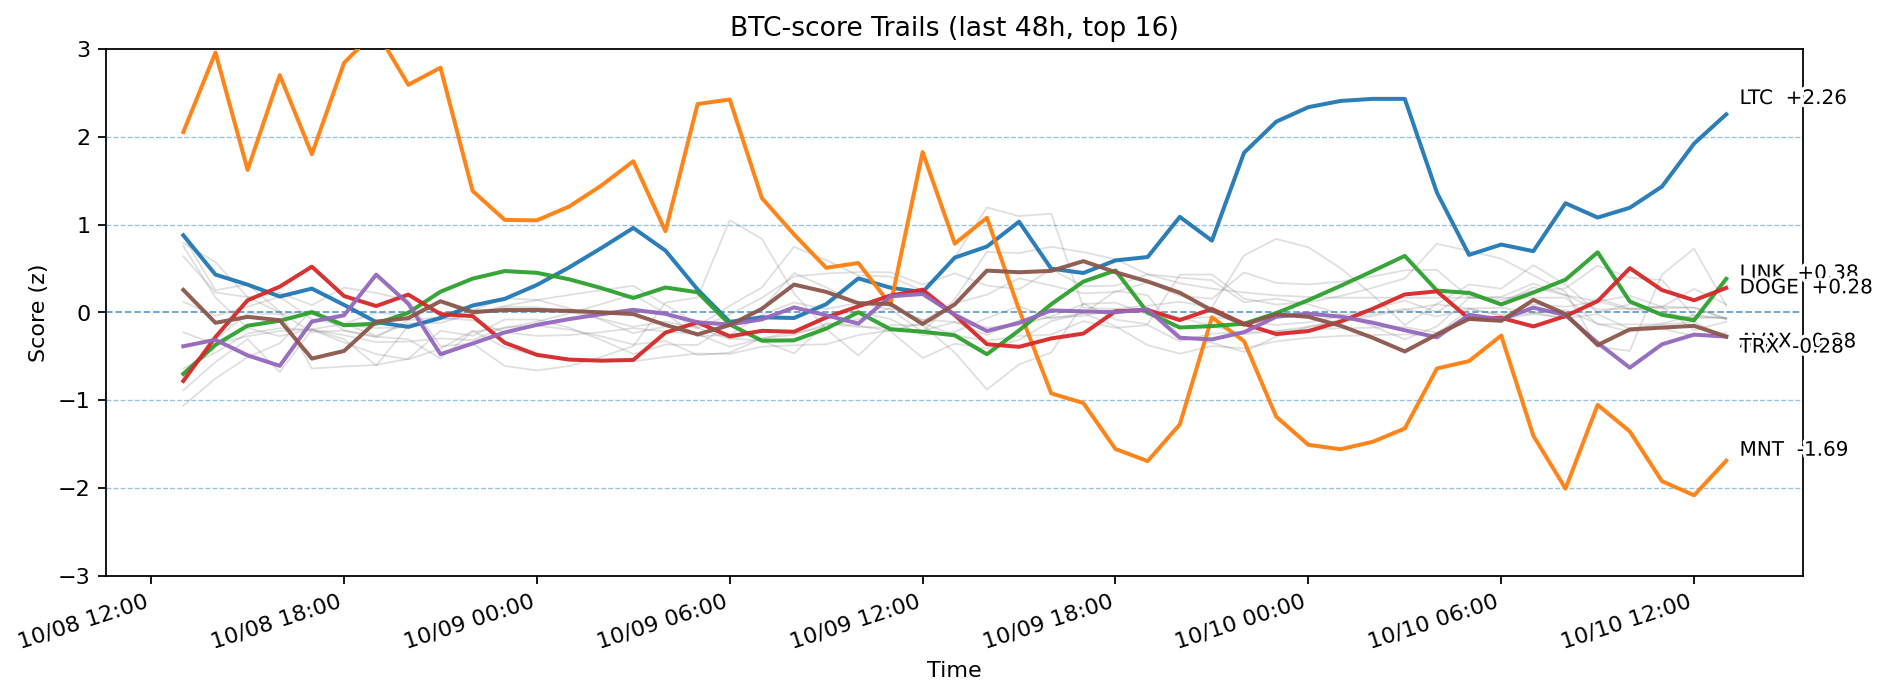 BTC-score Trails (last 48h, top 16)
Score (z)
3
2
1
0
−1
−2
−3
LTC +2.26
LINK +0.38
DOGE +0.28
TRX -0.28
MNT -1.69
10/08 12:00
10/08 18:00
10/09 00:00
10/09 06:00
10/09 12:00
10/09 18:00
10/10 00:00
10/10 06:00
10/10 12:00
Time